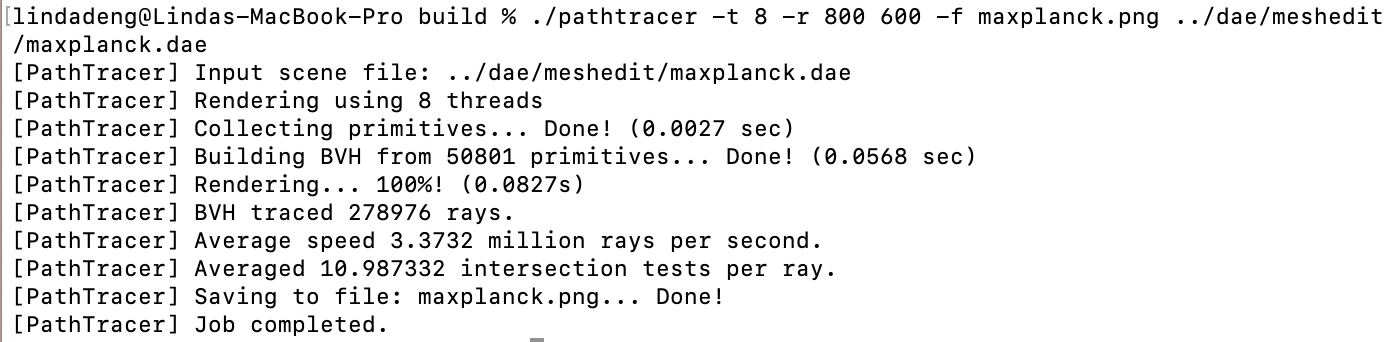 lindadeng@Lindas-MacBook-Pro build % ./pathtracer -t 8 -r 800 600 -f maxplanck.png ../dae/meshedit
/maxplanck.dae
[PathTracer] Input scene file: ../dae/meshedit/maxplanck.dae
[PathTracer] Rendering using 8 threads
[PathTracer] Collecting primitives... Done! (0.0027 sec)
[PathTracer] Building BVH from 50801 primitives... Done! (0.0568 sec)
[PathTracer] Rendering... 100%! (0.0827s)
[PathTracer] BVH traced 278976 rays.
[PathTracer] Average speed 3.3732 million rays per second.
[PathTracer] Averaged 10.987332 intersection tests per ray.
[PathTracer] Saving to file: maxplanck.png... Done!
[PathTracer] Job completed.